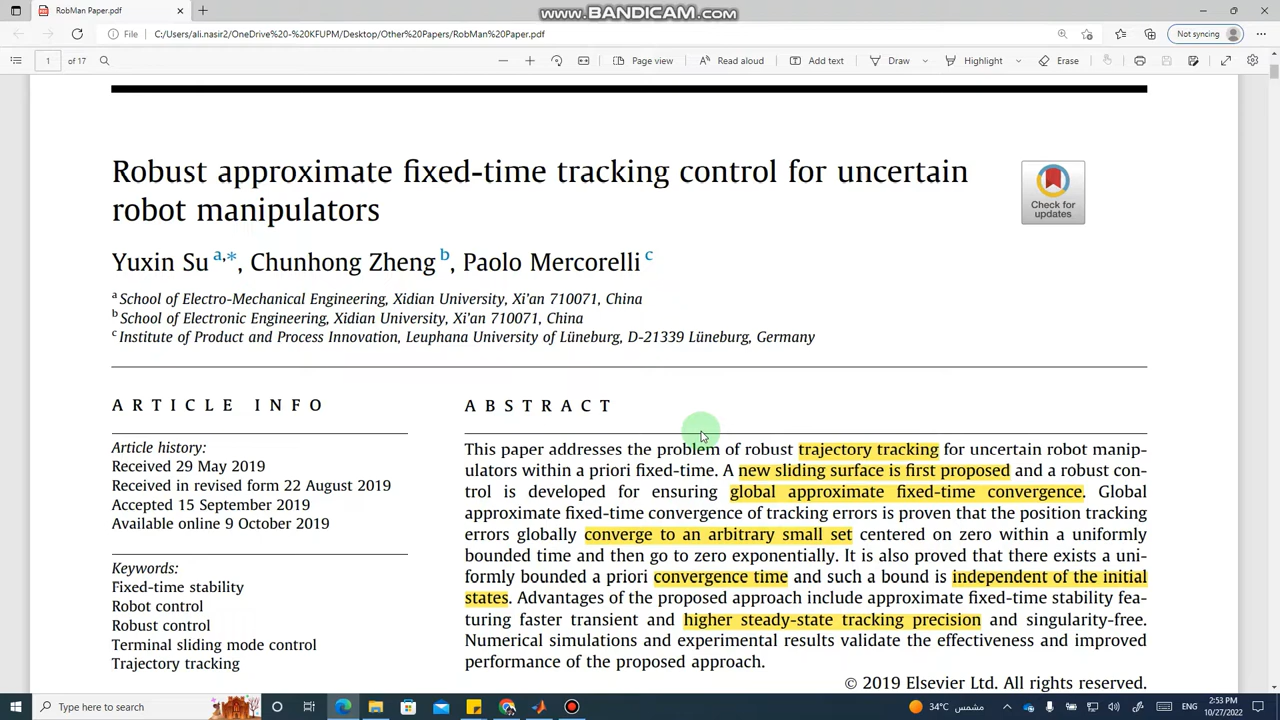 www.BANDICAM.com
RobMan Paper.pdf
File
C:/Users/ali.nasir2/OneDrive%20-%20KFUPM/Desktop/Other%20Papers/RobMan%20Paper.pdf
Not syncing
1 of 17
Page view
Read aloud
Add text
Draw
Highlight
Erase
Robust approximate fixed-time tracking control for uncertain
robot manipulators
Check for
updates
Yuxin Su a,*, Chunhong Zheng b, Paolo Mercorelli c
a School of Electro-Mechanical Engineering, Xidian University, Xi'an 710071, China
b School of Electronic Engineering, Xidian University, Xi'an 710071, China
c Institute of Product and Process Innovation, Leuphana University of Lüneburg, D-21339 Lüneburg, Germany
ARTICLE INFO
Article history:
Received 29 May 2019
Received in revised form 22 August 2019
Accepted 15 September 2019
Available online 9 October 2019
Keywords:
Fixed-time stability
Robot control
Robust control
Terminal sliding mode control
Trajectory tracking
ABSTRACT
This paper addresses the problem of robust trajectory tracking for uncertain robot manip-
ulators within a priori fixed-time. A new sliding surface is first proposed and a robust con-
trol is developed for ensuring global approximate fixed-time convergence. Global
approximate fixed-time convergence of tracking errors is proven that the position tracking
errors globally converge to an arbitrary small set centered on zero within a uniformly
bounded time and then go to zero exponentially. It is also proved that there exists a uni-
formly bounded a priori convergence time and such a bound is independent of the initial
states. Advantages of the proposed approach include approximate fixed-time stability fea-
turing faster transient and higher steady-state tracking precision and singularity-free.
Numerical simulations and experimental results validate the effectiveness and improved
performance of the proposed approach.
© 2019 Elsevier Ltd. All rights reserved.
Type here to search
34°C مشمس
ENG
2:53 PM
10/27/2022